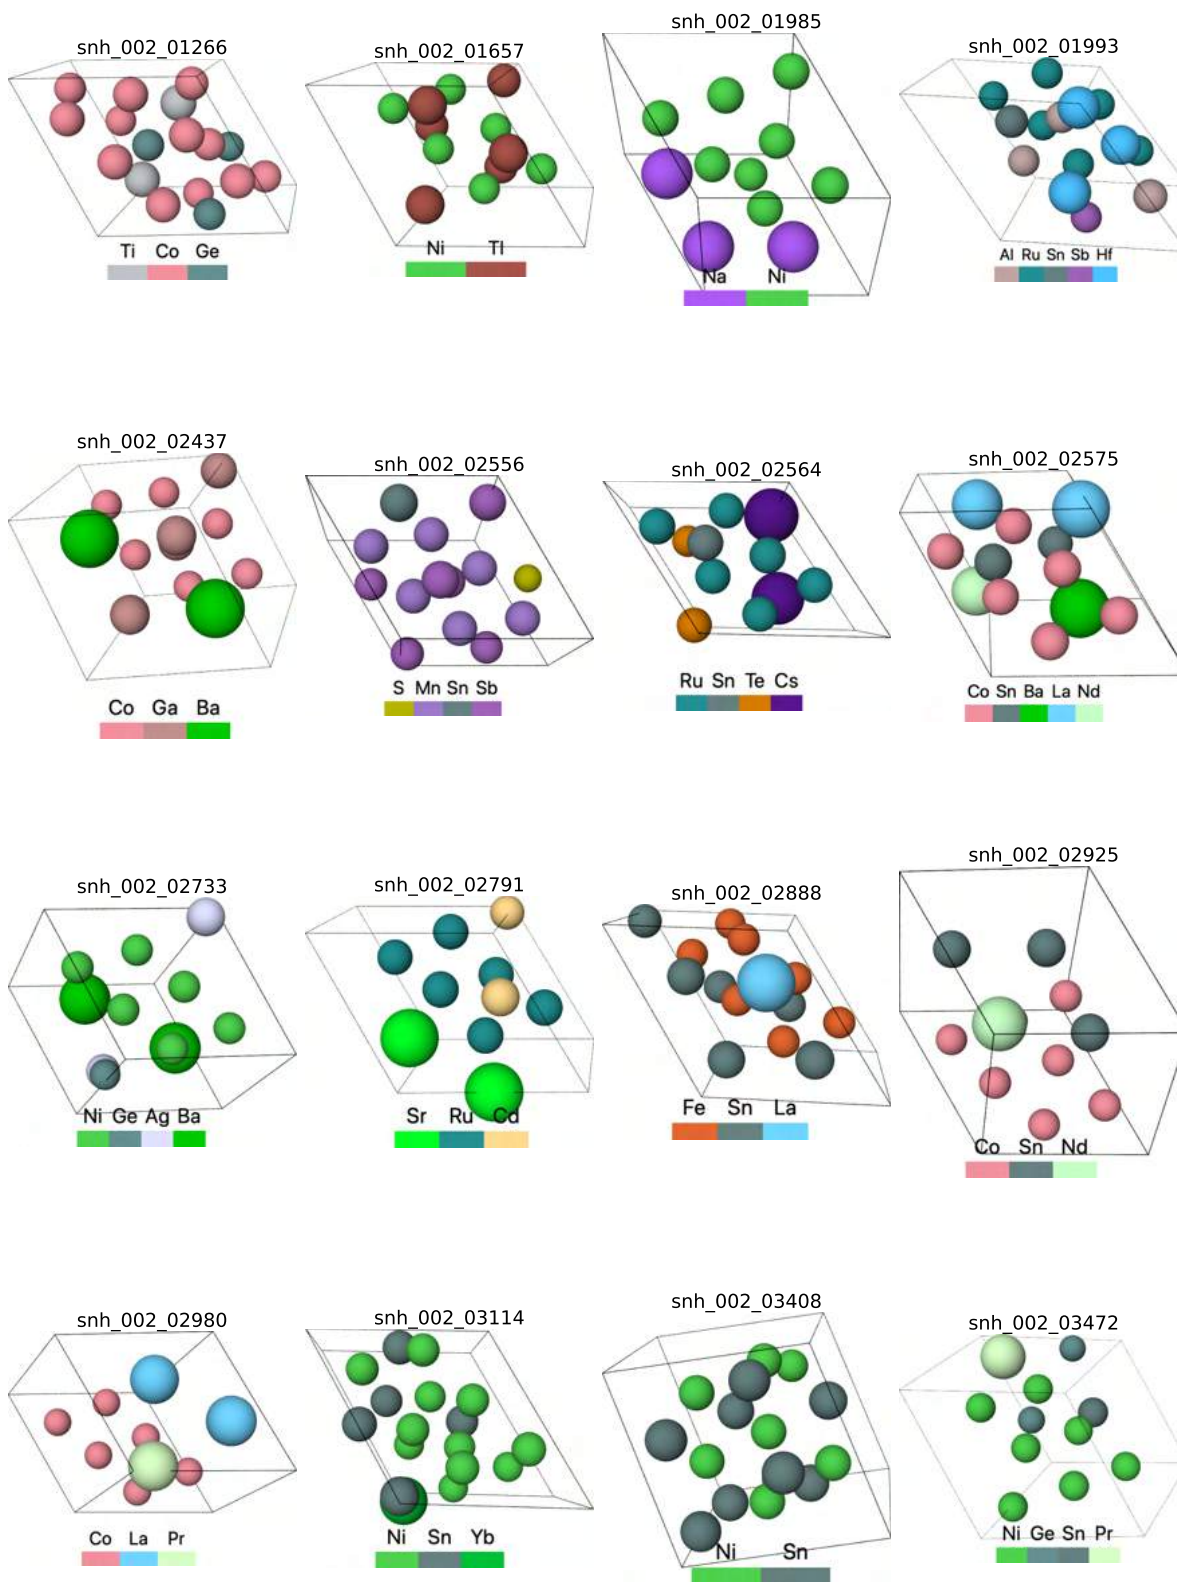 snh_002_01266
Ti Co Ge
snh_002_01657
Ni Tl
snh_002_01985
Na Ni
snh_002_01993
Al Ru Sn Sb Hf
snh_002_02437
Co Ga Ba
snh_002_02556
S Mn Sn Sb
snh_002_02564
Ru Sn Te Cs
snh_002_02575
Co Sn Ba La Nd
snh_002_02733
Ni Ge Ag Ba
snh_002_02791
Sr Ru Cd
snh_002_02888
Fe Sn La
snh_002_02925
Co Sn Nd
snh_002_02980
Co La Pr
snh_002_03114
Ni Sn Yb
snh_002_03408
Ni Sn
snh_002_03472
Ni Ge Sn Pr